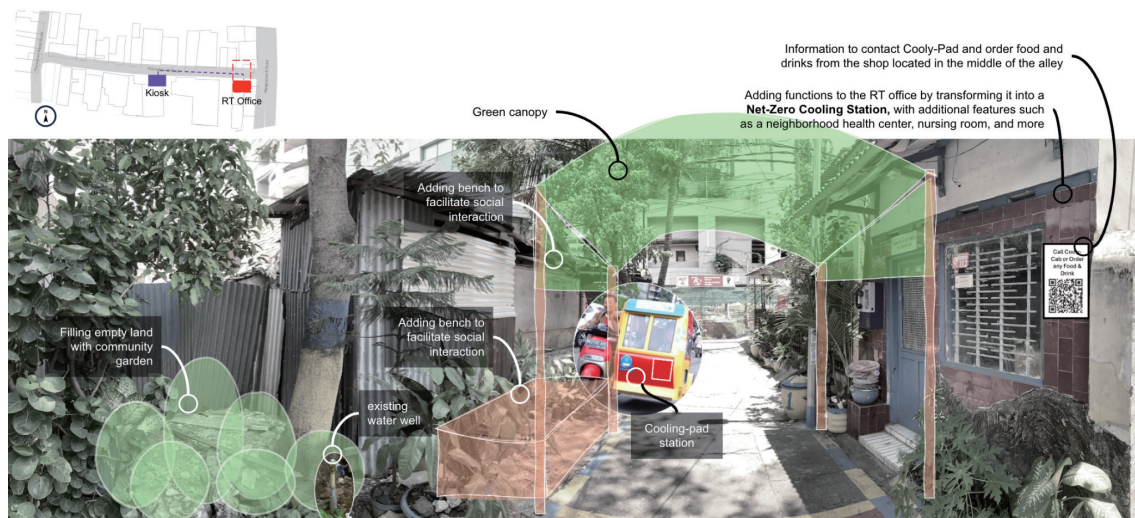 Kiosk
RT Office
Information to contact Cooly-Pad and order food and
drinks from the shop located in the middle of the alley
Adding functions to the RT office by transforming it into a
Net-Zero Cooling Station, with additional features such
as a neighborhood health center, nursing room, and more
Green canopy
Adding bench to
facilitate social
interaction
Call Cooly
Cab or Order
any Food &
Drink
Filling empty land
with community
garden
Adding bench to
facilitate social
interaction
existing
water well
Cooling-pad
station